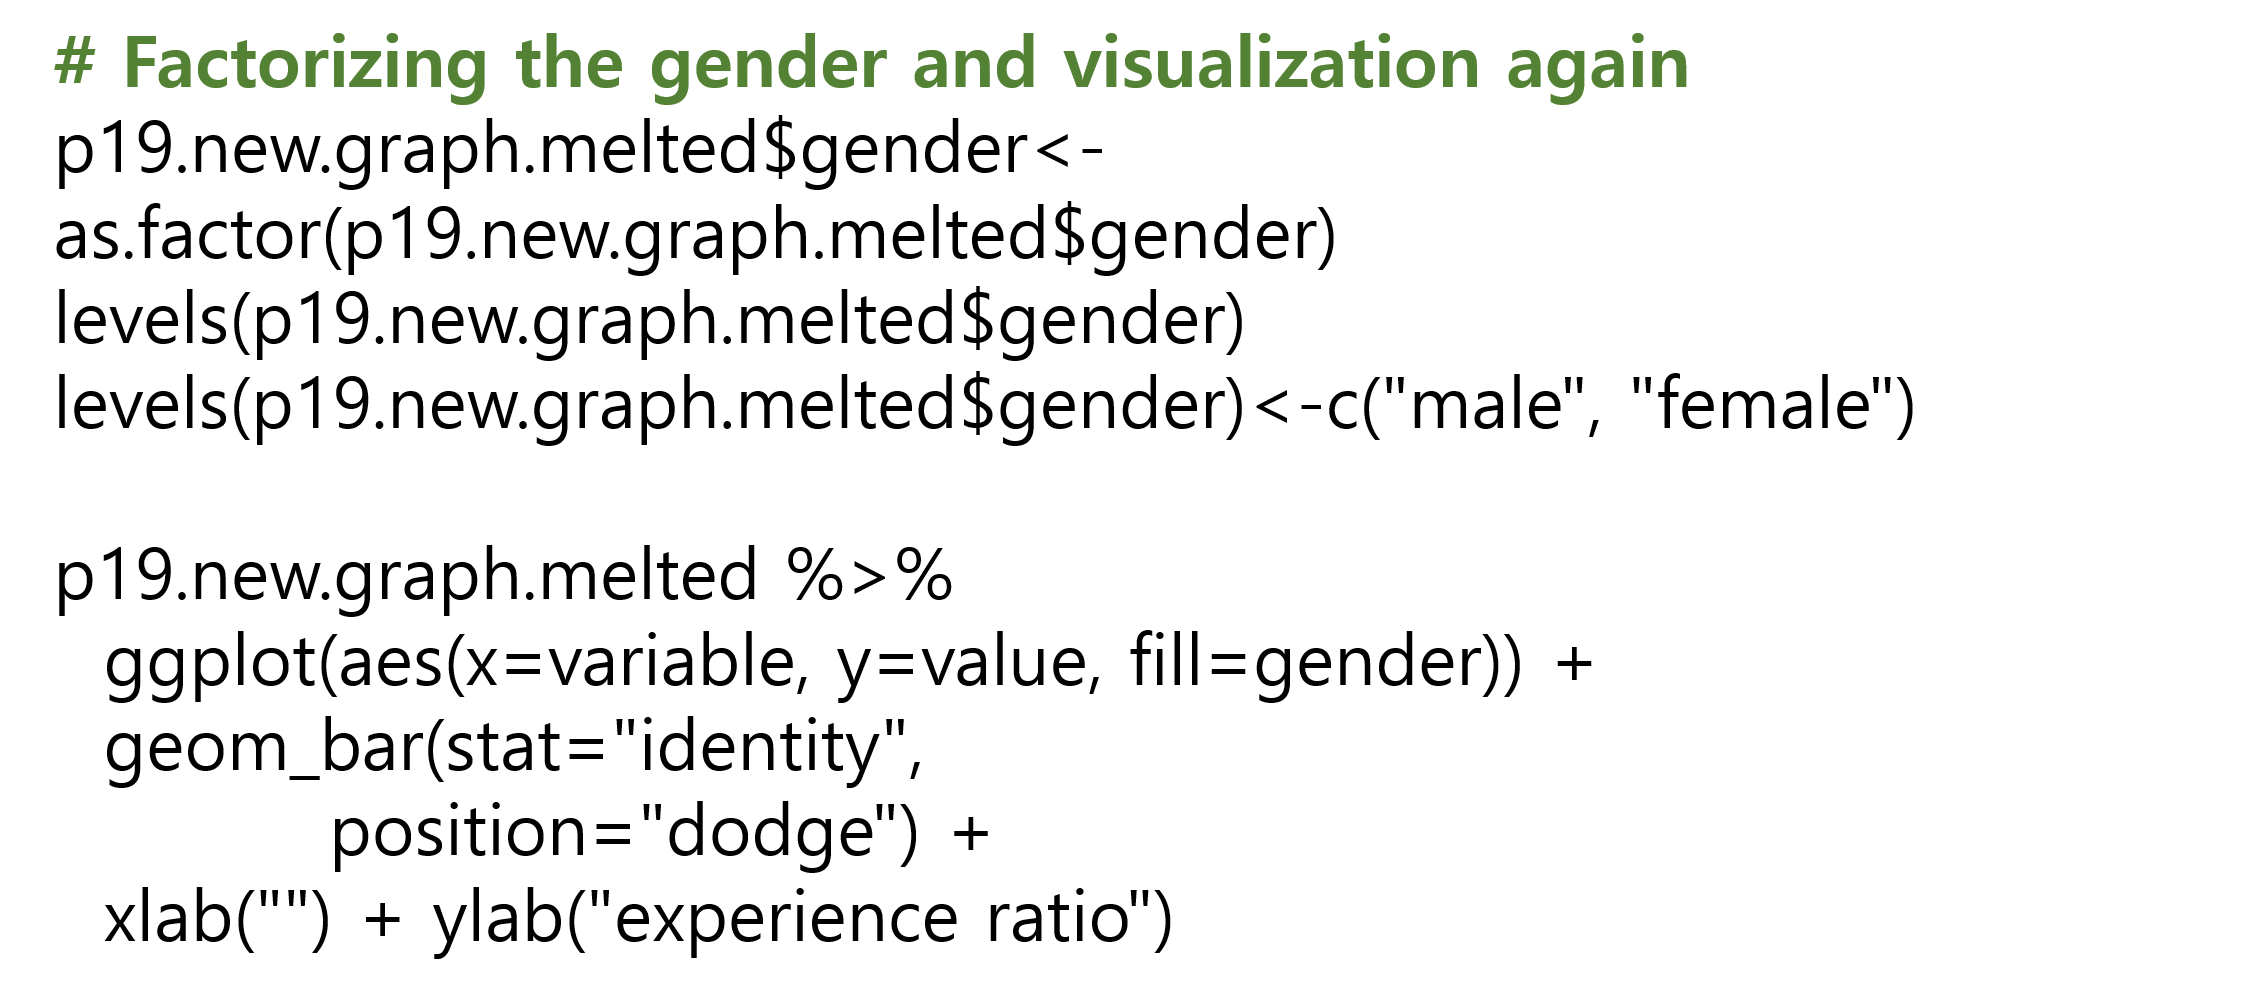 # Factorizing the gender and visualization again
p19.new.graph.melted$gender<-
as.factor(p19.new.graph.melted$gender)
levels(p19.new.graph.melted$gender)
levels(p19.new.graph.melted$gender)<-c("male", "female")
p19.new.graph.melted %>%
ggplot(aes(x=variable, y=value, fill=gender)) +
geom_bar(stat="identity",
position="dodge") +
xlab("") + ylab("experience ratio")